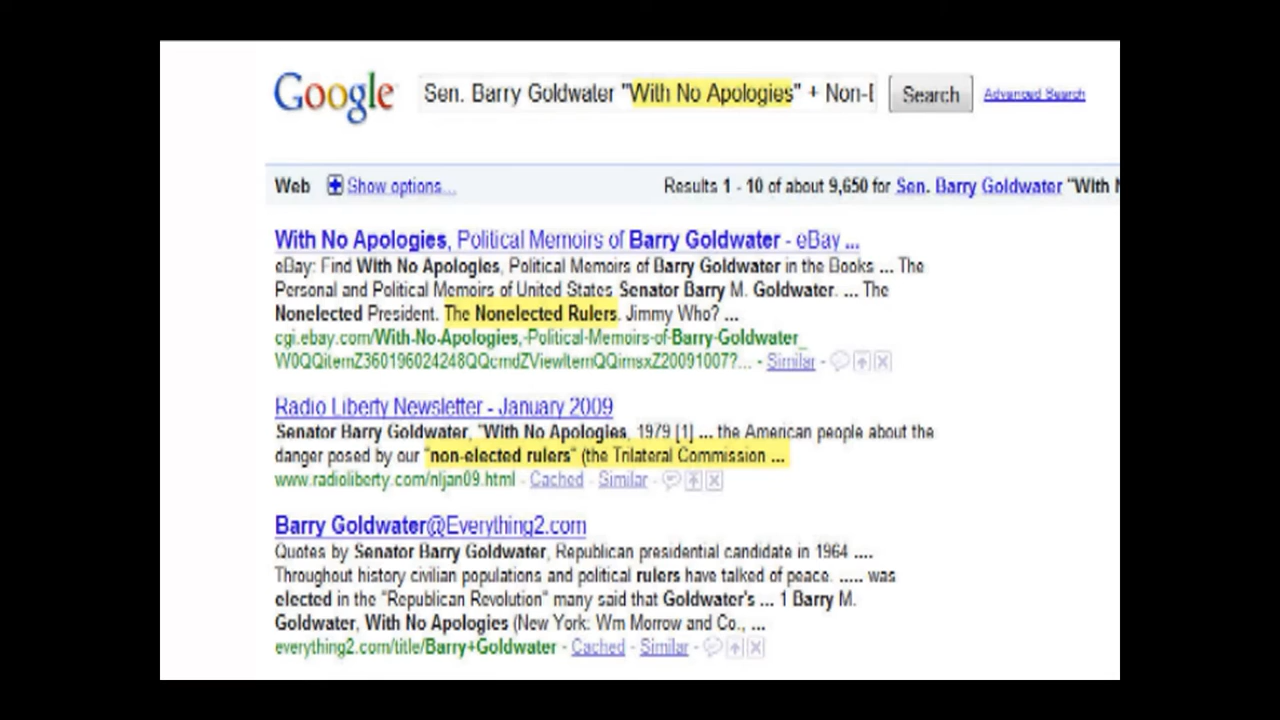 Google Sen. Barry Goldwater "With No Apologies" + Non- Search Advanced Search
Web Show options... Results 1 - 10 of about 9,650 for Sen. Barry Goldwater "With
With No Apologies, Political Memoirs of Barry Goldwater - eBay ...
eBay: Find With No Apologies, Political Memoirs of Barry Goldwater in the Books ... The
Personal and Political Memoirs of United States Senator Barry M. Goldwater. ... The
Nonelected President. The Nonelected Rulers. Jimmy Who? ...
cgi.ebay.com/With-No-Apologies,-Political-Memoirs-of-Barry-Goldwater_
W0QQitemZ360196024248QQcmdZViewItemQQimsxZ20091007?... - Similar -
Radio Liberty Newsletter - January 2009
Senator Barry Goldwater, "With No Apologies, 1979 [1] ... the American people about the
danger posed by our "non-elected rulers" (the Trilateral Commission ...
www.radioliberty.com/nljan09.html - Cached - Similar -
Barry Goldwater@Everything2.com
Quotes by Senator Barry Goldwater, Republican presidential candidate in 1964 ....
Throughout history civilian populations and political rulers have talked of peace. ..... was
elected in the "Republican Revolution" many said that Goldwater's ... 1 Barry M.
Goldwater, With No Apologies (New York: Wm Morrow and Co., ...
everything2.com/title/Barry+Goldwater - Cached - Similar -